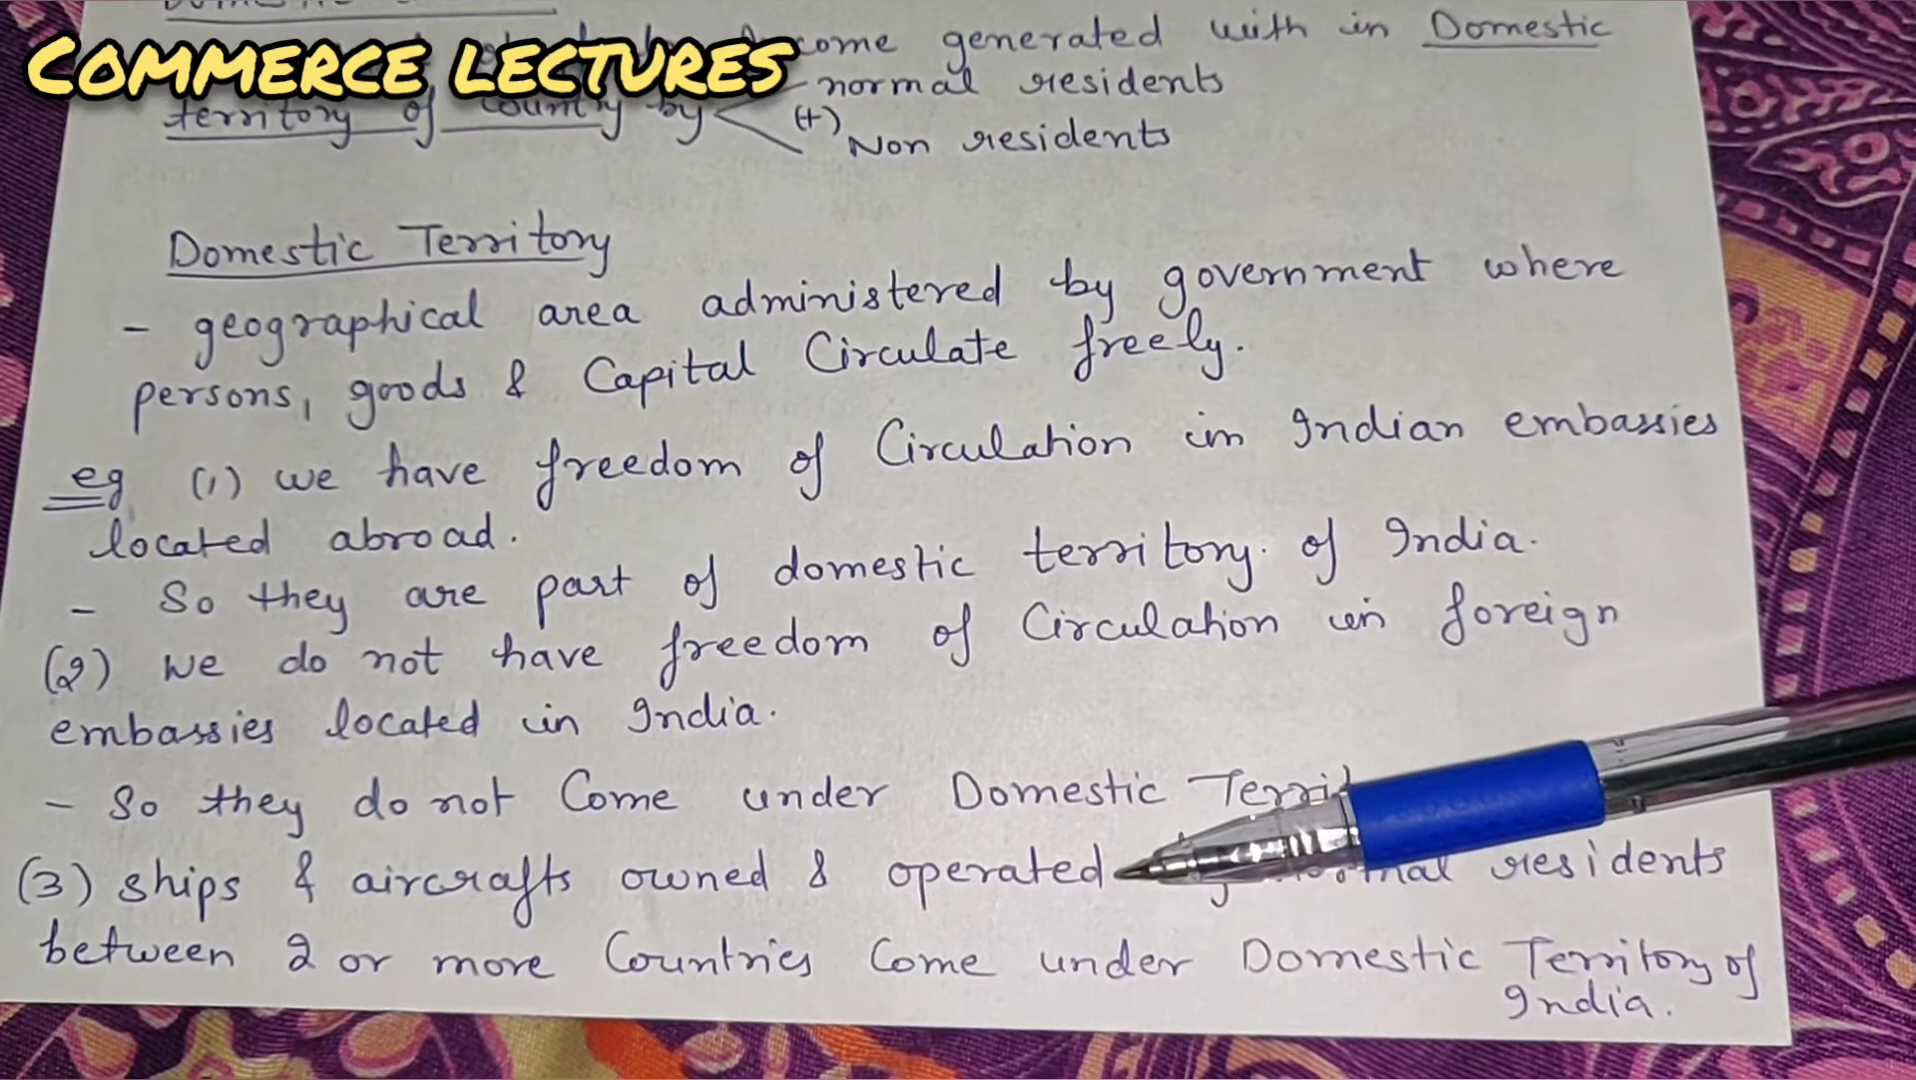 COMMERCE LECTURES
come generated with in Domestic
normal residents
territory of country by (+)
Non residents
Domestic Territory
- geographical area administered by government where
persons, goods & Capital Circulate freely.
eg (1) we have freedom of Circulation in Indian embassies
located abroad.
- So they are part of domestic territory of India.
(2) we do not have freedom of Circulation in foreign
embassies located in India.
- So they do not Come under Domestic Territ
(3) ships & aircrafts owned & operated residents
between 2 or more Countries Come under Domestic Territory of
India.